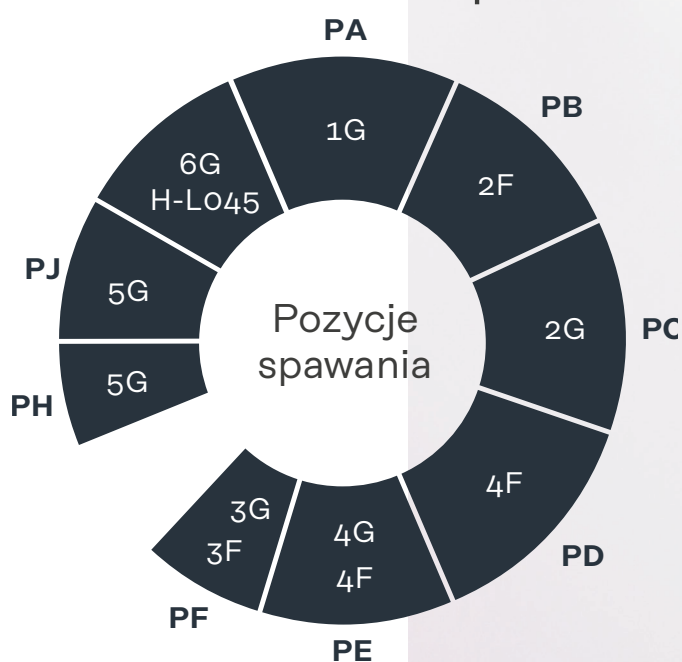 PA
1G
PB
2F
6G
H-L045
PJ
5G
2G
PC
Pozycje
spawania
5G
PH
4F
3G
3F
4G
4F
PD
PF
PE